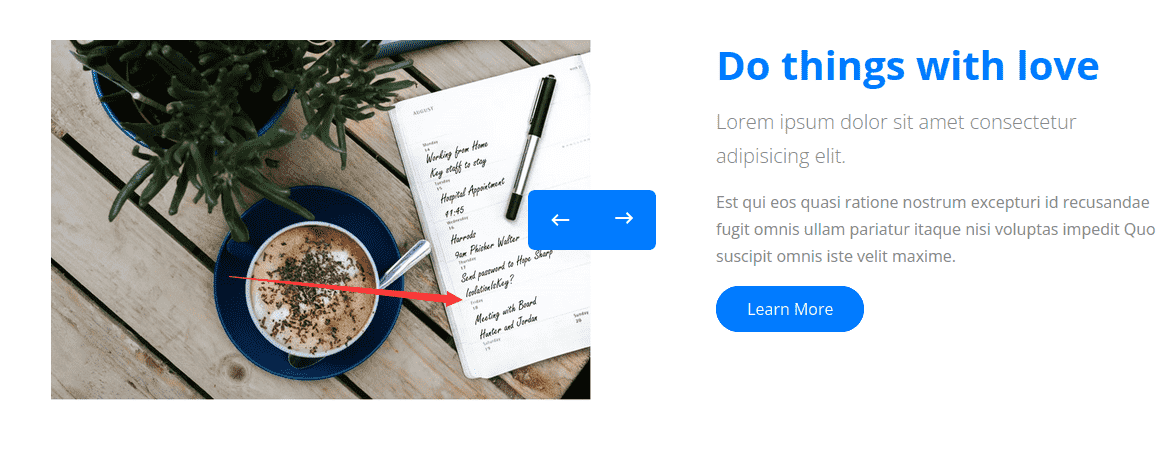 AUGUST
Monday
Working from Home
Key staff to stay
Tuesday
Hospital Appointment
11:45
Wednesday
Harrods
9am Phisher Walter
Thursday
Send password to Hope Sharp
IsolationIsKey?
Friday
Meeting with Board
Hunter and Jordan
Saturday
Sunday
Do things with love
Lorem ipsum dolor sit amet consectetur
adipisicing elit.
Est qui eos quasi ratione nostrum excepturi id recusandae
fugit omnis ullam pariatur itaque nisi voluptas impedit Quo
suscipit omnis iste velit maxime.
Learn More